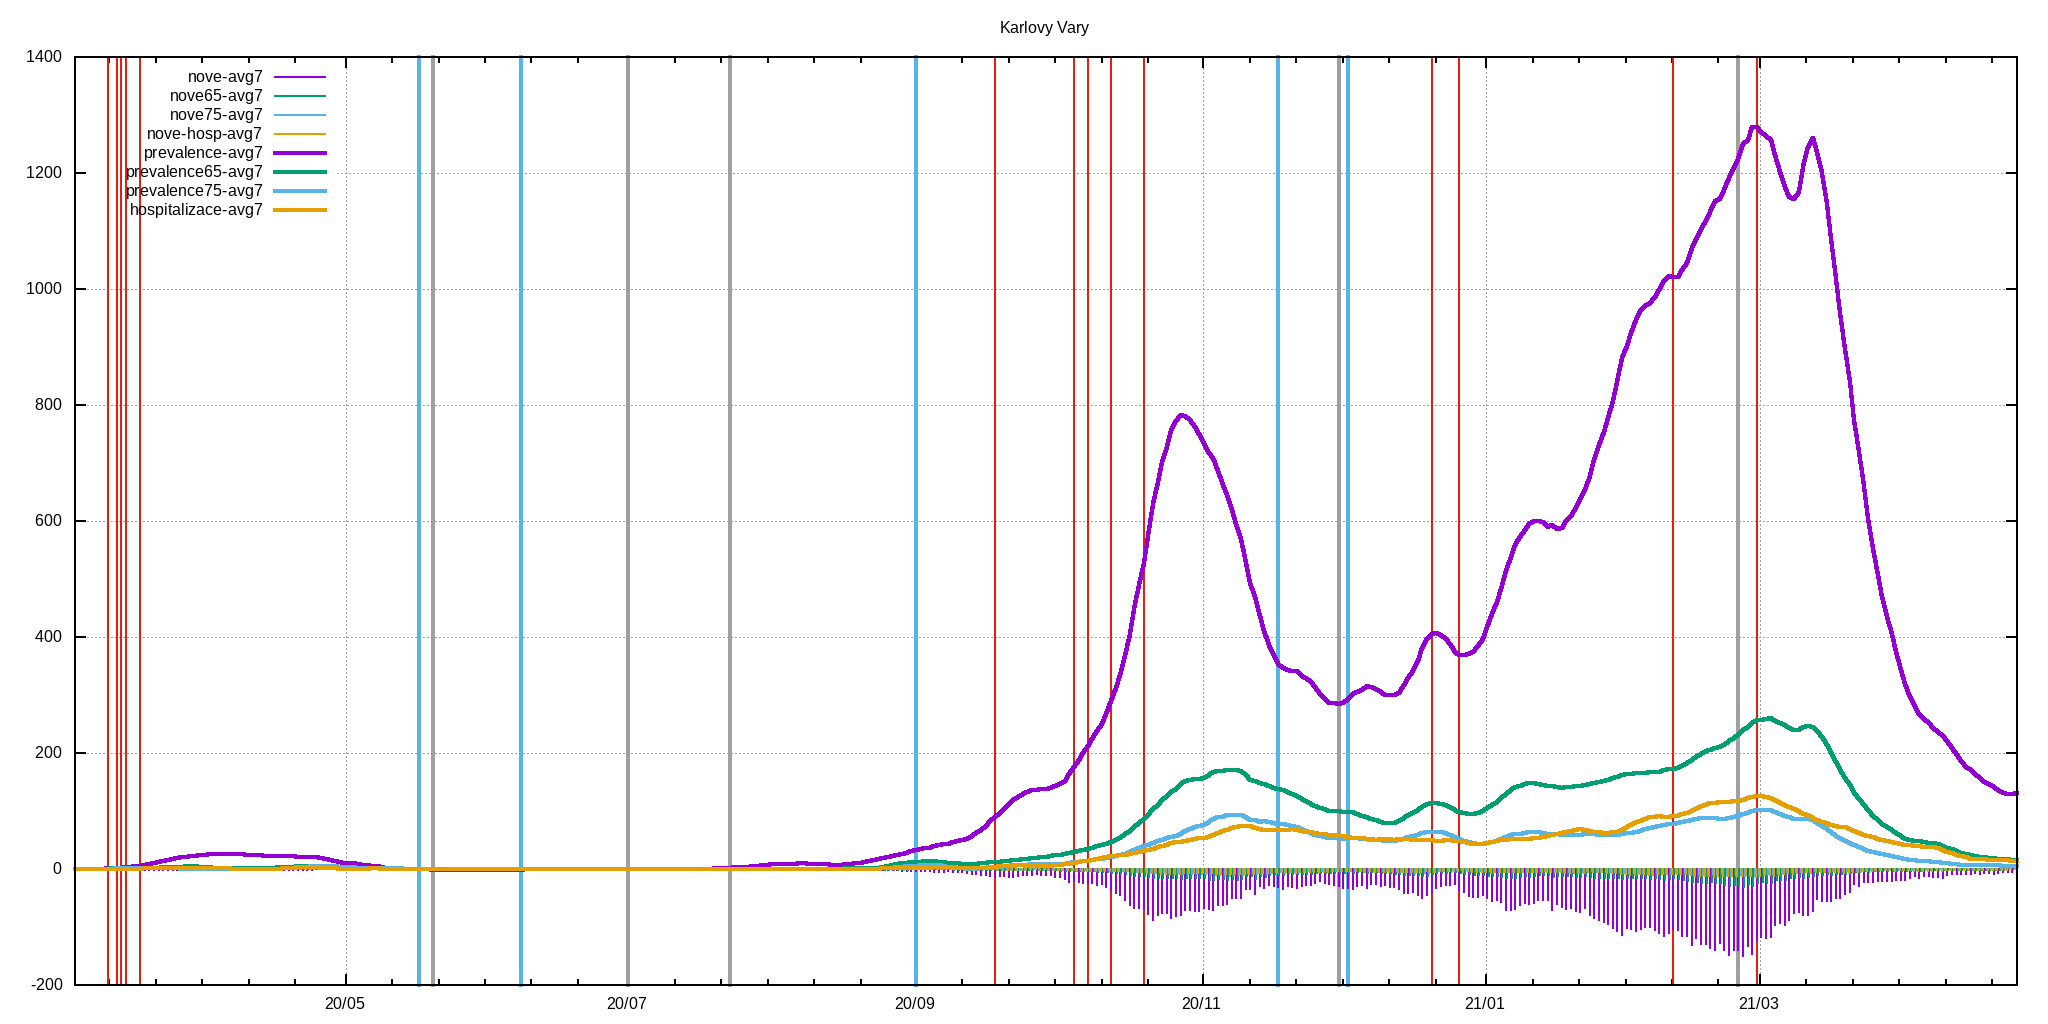 Karlovy Vary
1400
nove-avg7
nove65-avg7
nove75-avg7
nove-hosp-avg7
prevalence-avg7
prevalence65-avg7
prevalence75-avg7
hospitalizace-avg7
1200
1000
800
600
400
200
0
-200
20/05 20/07 20/09 20/11 21/01 21/03